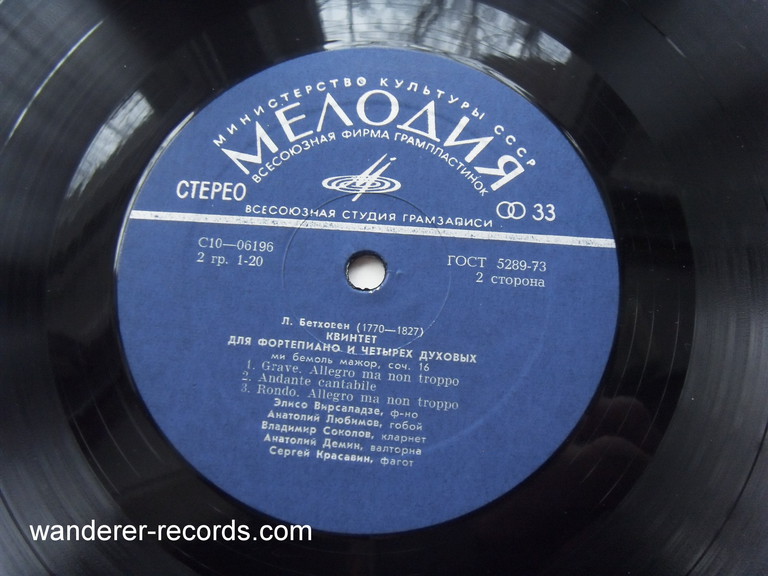 МИНИСТЕРСТВО КУЛЬТУРЫ СССР
МЕЛОДИЯ
ВСЕСОЮЗНАЯ ФИРМА ГРАМПЛАСТИНОК
СТЕРЕО
33
ВСЕСОЮЗНАЯ СТУДИЯ ГРАМЗАПИСИ
С10—06196
2 гр. 1-20
ГОСТ 5289-73
2 сторона
Л. Бетховен (1770—1827)
КВИНТЕТ
ДЛЯ ФОРТЕПИАНО И ЧЕТЫРЕХ ДУХОВЫХ
ми бемоль мажор, соч. 16
1. Grave. Allegro ma non troppo
2. Andante cantabile
3. Rondo. Allegro ma non troppo
Элисо Вирсаладзе, ф-но
Анатолий Любимов, гобой
Владимир Соколов, кларнет
Анатолий Демин, валторна
Сергей Красавин, фагот
wanderer-records.com